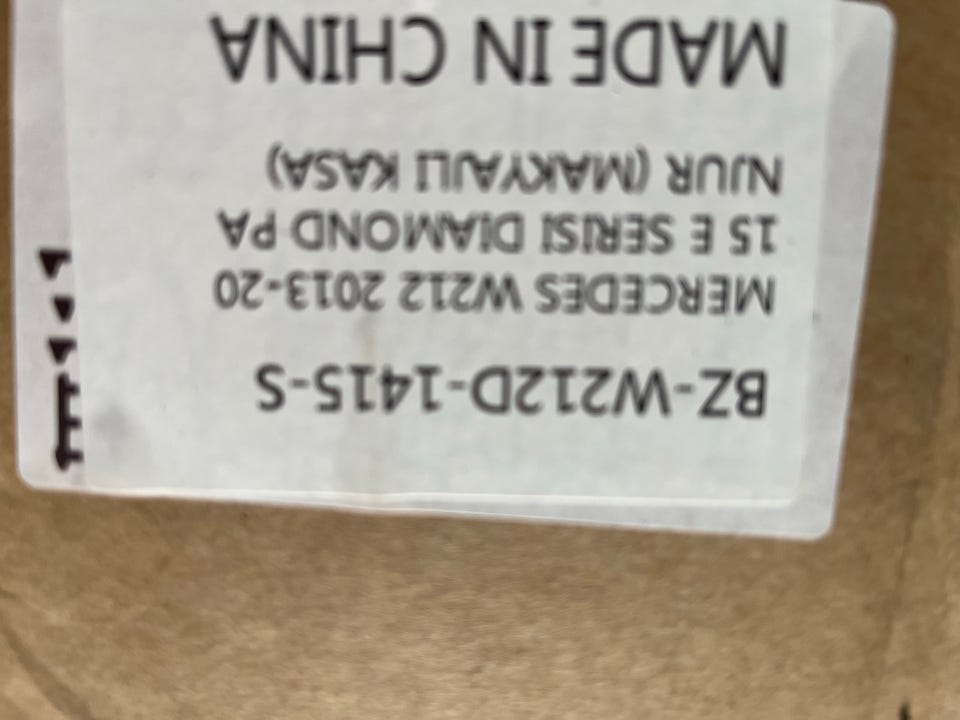 BZ-W212D-1415-S
MERCEDES W212 2013-20
15 E SERISI DIAMOND PA
NJUR (MAKYAJLI KASA)
MADE IN CHINA